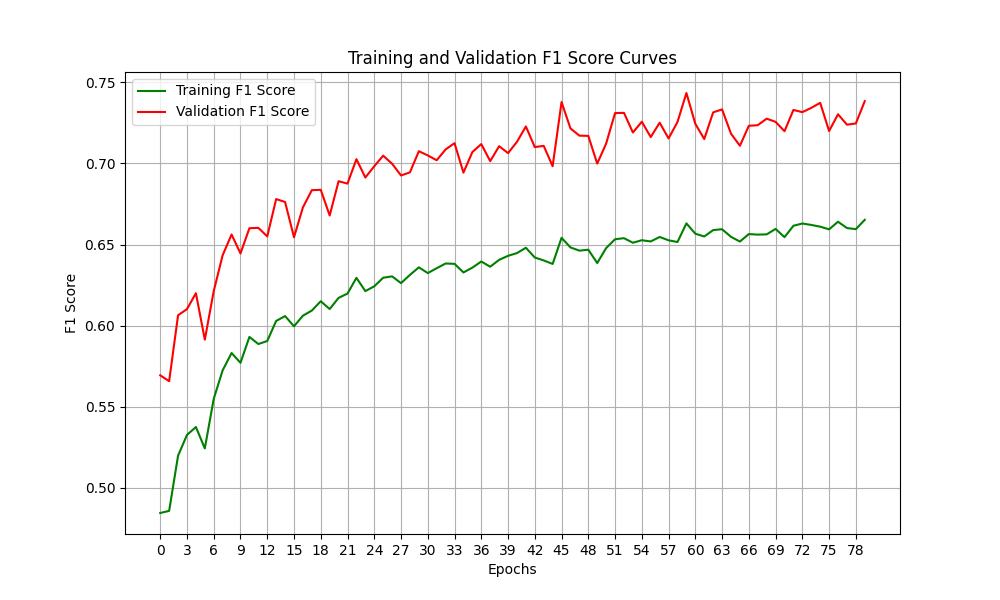 Training and Validation F1 Score Curves
Training F1 Score
Validation F1 Score
F1 Score
0.75
0.70
0.65
0.60
0.55
0.50
0 3 6 9 12 15 18 21 24 27 30 33 36 39 42 45 48 51 54 57 60 63 66 69 72 75 78
Epochs